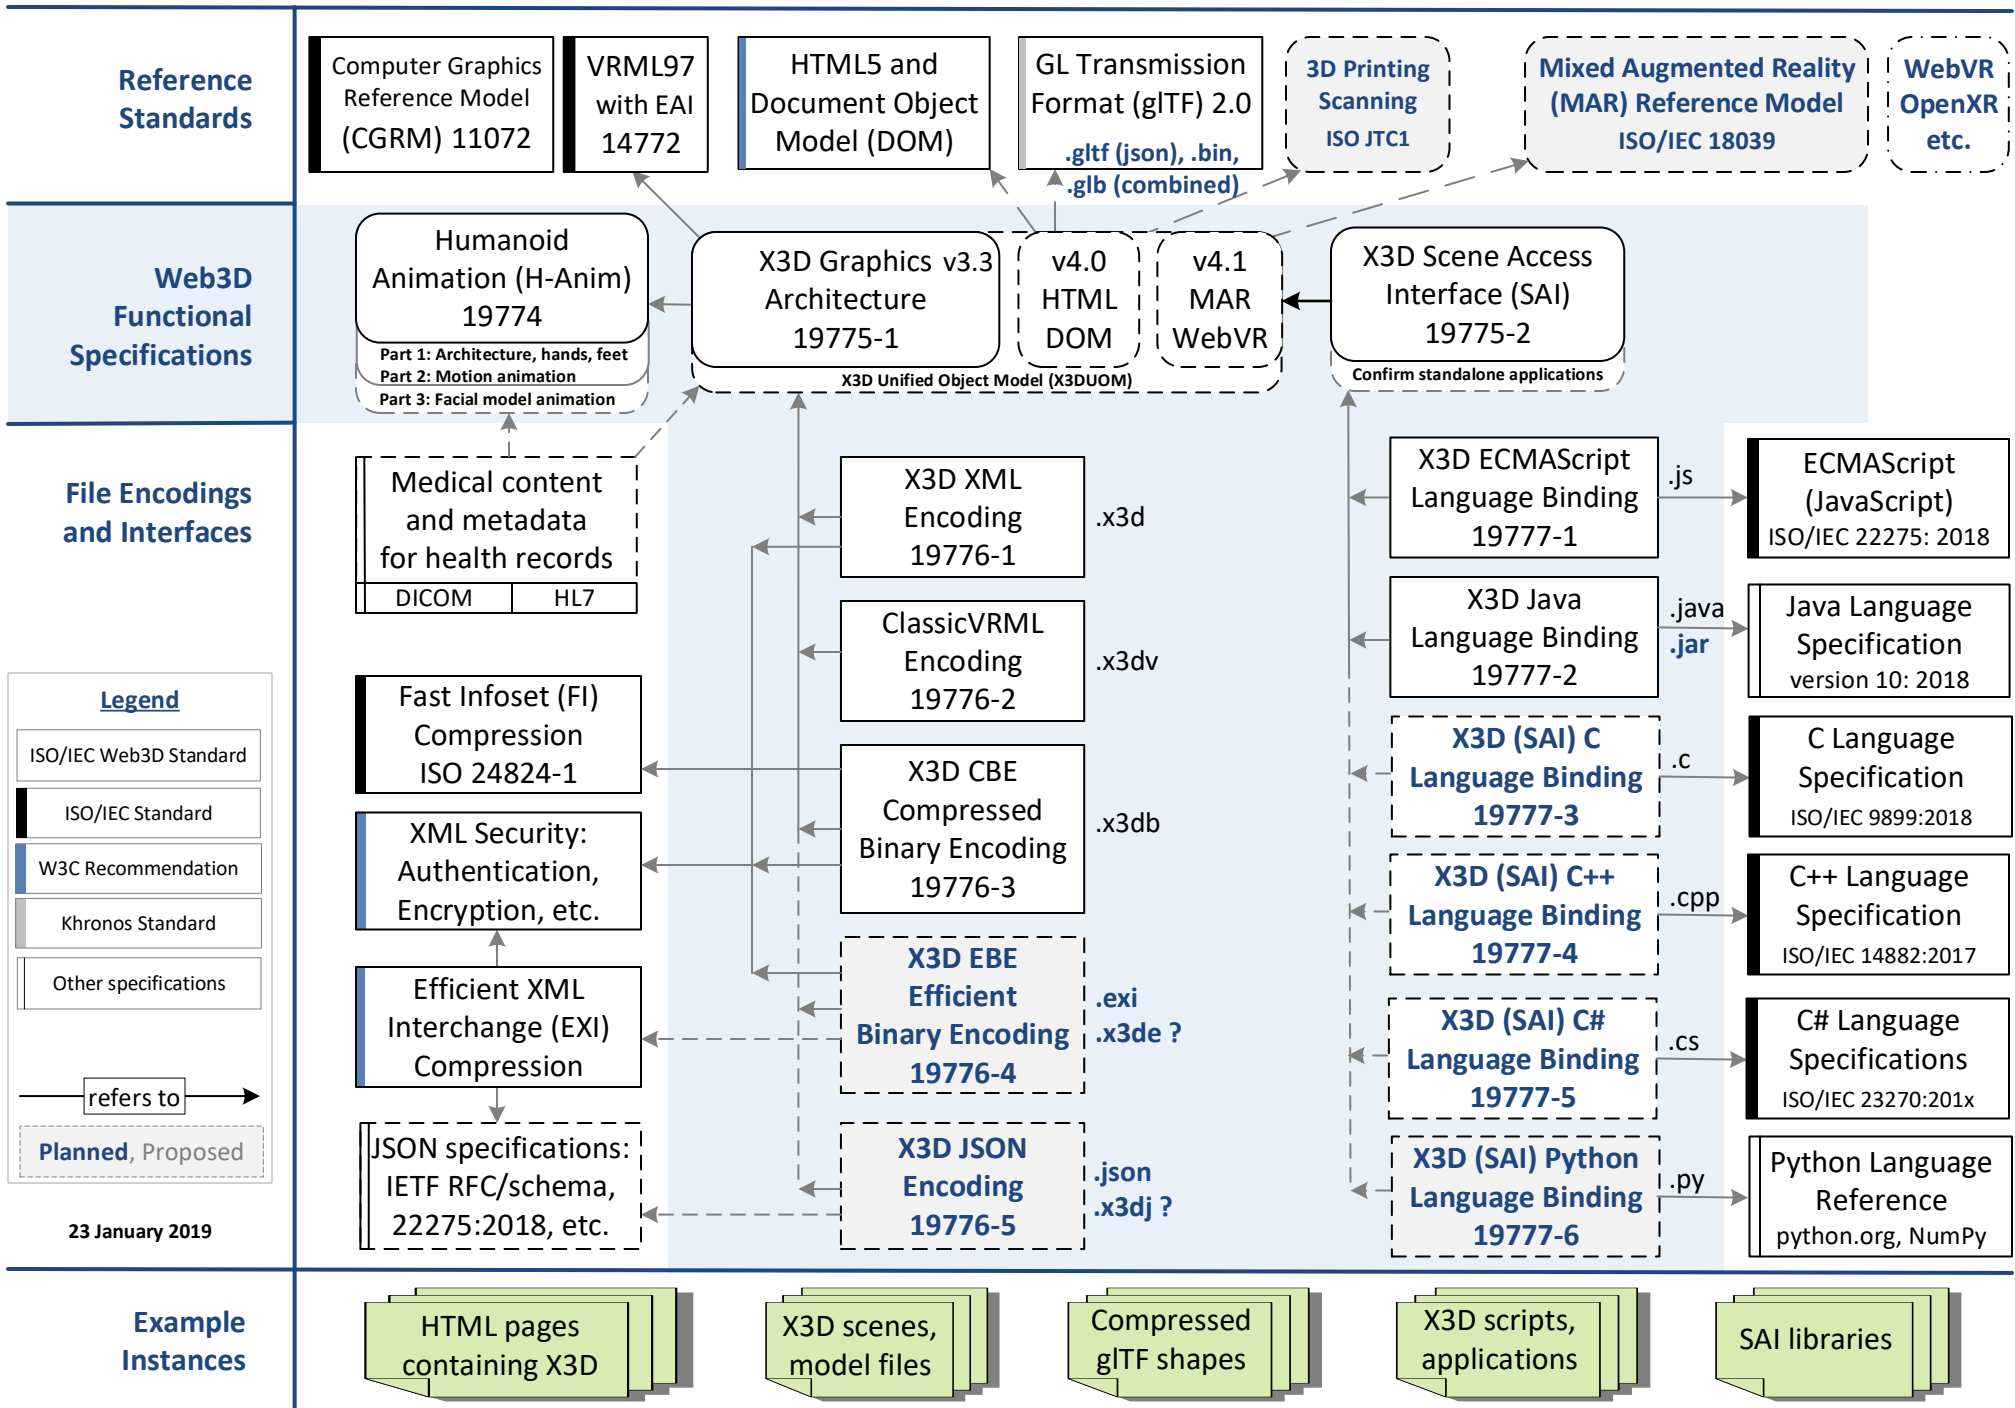 Reference
Standards
Computer Graphics
Reference Model
(CGRM) 11072
VRML97
with EAI
14772
HTML5 and
Document Object
Model (DOM)
GL Transmission
Format (glTF) 2.0
.gltf (json), .bin,
.glb (combined)
3D Printing
Scanning
ISO JTC1
Mixed Augmented Reality
(MAR) Reference Model
ISO/IEC 18039
WebVR
OpenXR
etc.
Web3D
Functional
Specifications
Humanoid
Animation (H-Anim)
19774
Part 1: Architecture, hands, feet
Part 2: Motion animation
Part 3: Facial model animation
X3D Graphics v3.3
Architecture
19775-1
v4.0
HTML
DOM
v4.1
MAR
WebVR
X3D Unified Object Model (X3DUOM)
X3D Scene Access
Interface (SAI)
19775-2
Confirm standalone applications
File Encodings
and Interfaces
Medical content
and metadata
for health records
DICOM
HL7
Fast Infoset (FI)
Compression
ISO 24824-1
XML Security:
Authentication,
Encryption, etc.
Efficient XML
Interchange (EXI)
Compression
JSON specifications:
IETF RFC/schema,
22275:2018, etc.
X3D XML
Encoding
19776-1
.x3d
ClassicVRML
Encoding
19776-2
.x3dv
X3D CBE
Compressed
Binary Encoding
19776-3
.x3db
X3D EBE
Efficient
Binary Encoding
19776-4
.exi
.x3de ?
X3D JSON
Encoding
19776-5
.json
.x3dj ?
X3D ECMAScript
Language Binding
19777-1
.js
ECMAScript
(JavaScript)
ISO/IEC 22275: 2018
X3D Java
Language Binding
19777-2
.java
.jar
Java Language
Specification
version 10: 2018
X3D (SAI) C
Language Binding
19777-3
.c
C Language
Specification
ISO/IEC 9899:2018
X3D (SAI) C++
Language Binding
19777-4
.cpp
C++ Language
Specification
ISO/IEC 14882:2017
X3D (SAI) C#
Language Binding
19777-5
.cs
C# Language
Specifications
ISO/IEC 23270:201x
X3D (SAI) Python
Language Binding
19777-6
.py
Python Language
Reference
python.org, NumPy
Legend
ISO/IEC Web3D Standard
ISO/IEC Standard
W3C Recommendation
Khronos Standard
Other specifications
refers to
Planned, Proposed
23 January 2019
Example
Instances
HTML pages
containing X3D
X3D scenes,
model files
Compressed
glTF shapes
X3D scripts,
applications
SAI libraries